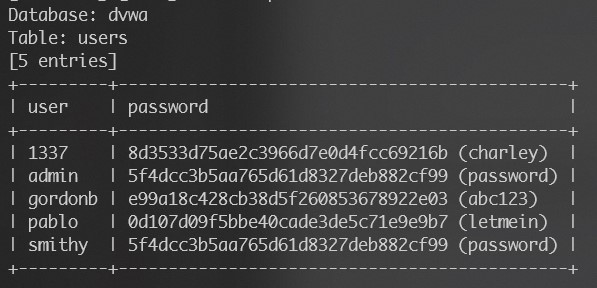 Database: dvwa
Table: users
[5 entries]
+---------+---------------------------------------------+
| user    | password                                    |
+---------+---------------------------------------------+
| 1337    | 8d3533d75ae2c3966d7e0d4fcc69216b (charley)  |
| admin   | 5f4dcc3b5aa765d61d8327deb882cf99 (password) |
| gordonb | e99a18c428cb38d5f260853678922e03 (abc123)   |
| pablo   | 0d107d09f5bbe40cade3de5c71e9e9b7 (letmein)  |
| smithy  | 5f4dcc3b5aa765d61d8327deb882cf99 (password) |
+---------+---------------------------------------------+